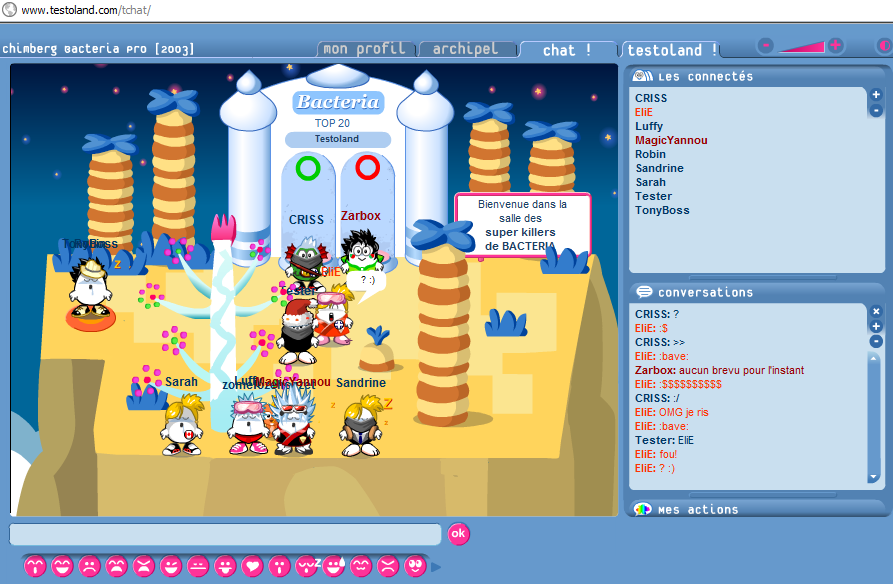 www.testoland.com/tchat/
chimberg Bacteria Pro [2003]
mon profil
archipel
chat !
testoland !
Bacteria
TOP 20
Testoland
CRISS
Zarbox
Bienvenue dans la
salle des
super killers
de BACTERIA
? :)
Tester
z
Sarah
MagicYannou
Sandrine
z
Z
z
Les connectés
CRISS
EliE
Luffy
MagicYannou
Robin
Sandrine
Sarah
Tester
TonyBoss
conversations
CRISS: ?
EliE: :$
CRISS: >>
EliE: :bave:
Zarbox: aucun brevu pour l'instant
EliE: :$$$$$$$$$$
CRISS: :/
EliE: OMG je ris
EliE: :bave:
Tester: EliE
EliE: fou!
EliE: ? :)
Mes actions
ok